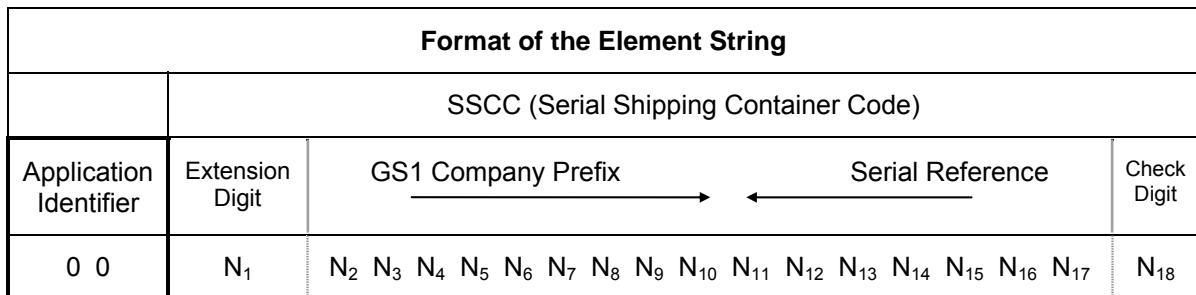 Format of the Element String
SSCC (Serial Shipping Container Code)
Application Identifier
Extension Digit
GS1 Company Prefix
Serial Reference
Check Digit
0 0
N₁
N₂ N₃ N₄ N₅ N₆ N₇ N₈ N₉ N₁₀ N₁₁ N₁₂ N₁₃ N₁₄ N₁₅ N₁₆ N₁₇
N₁₈